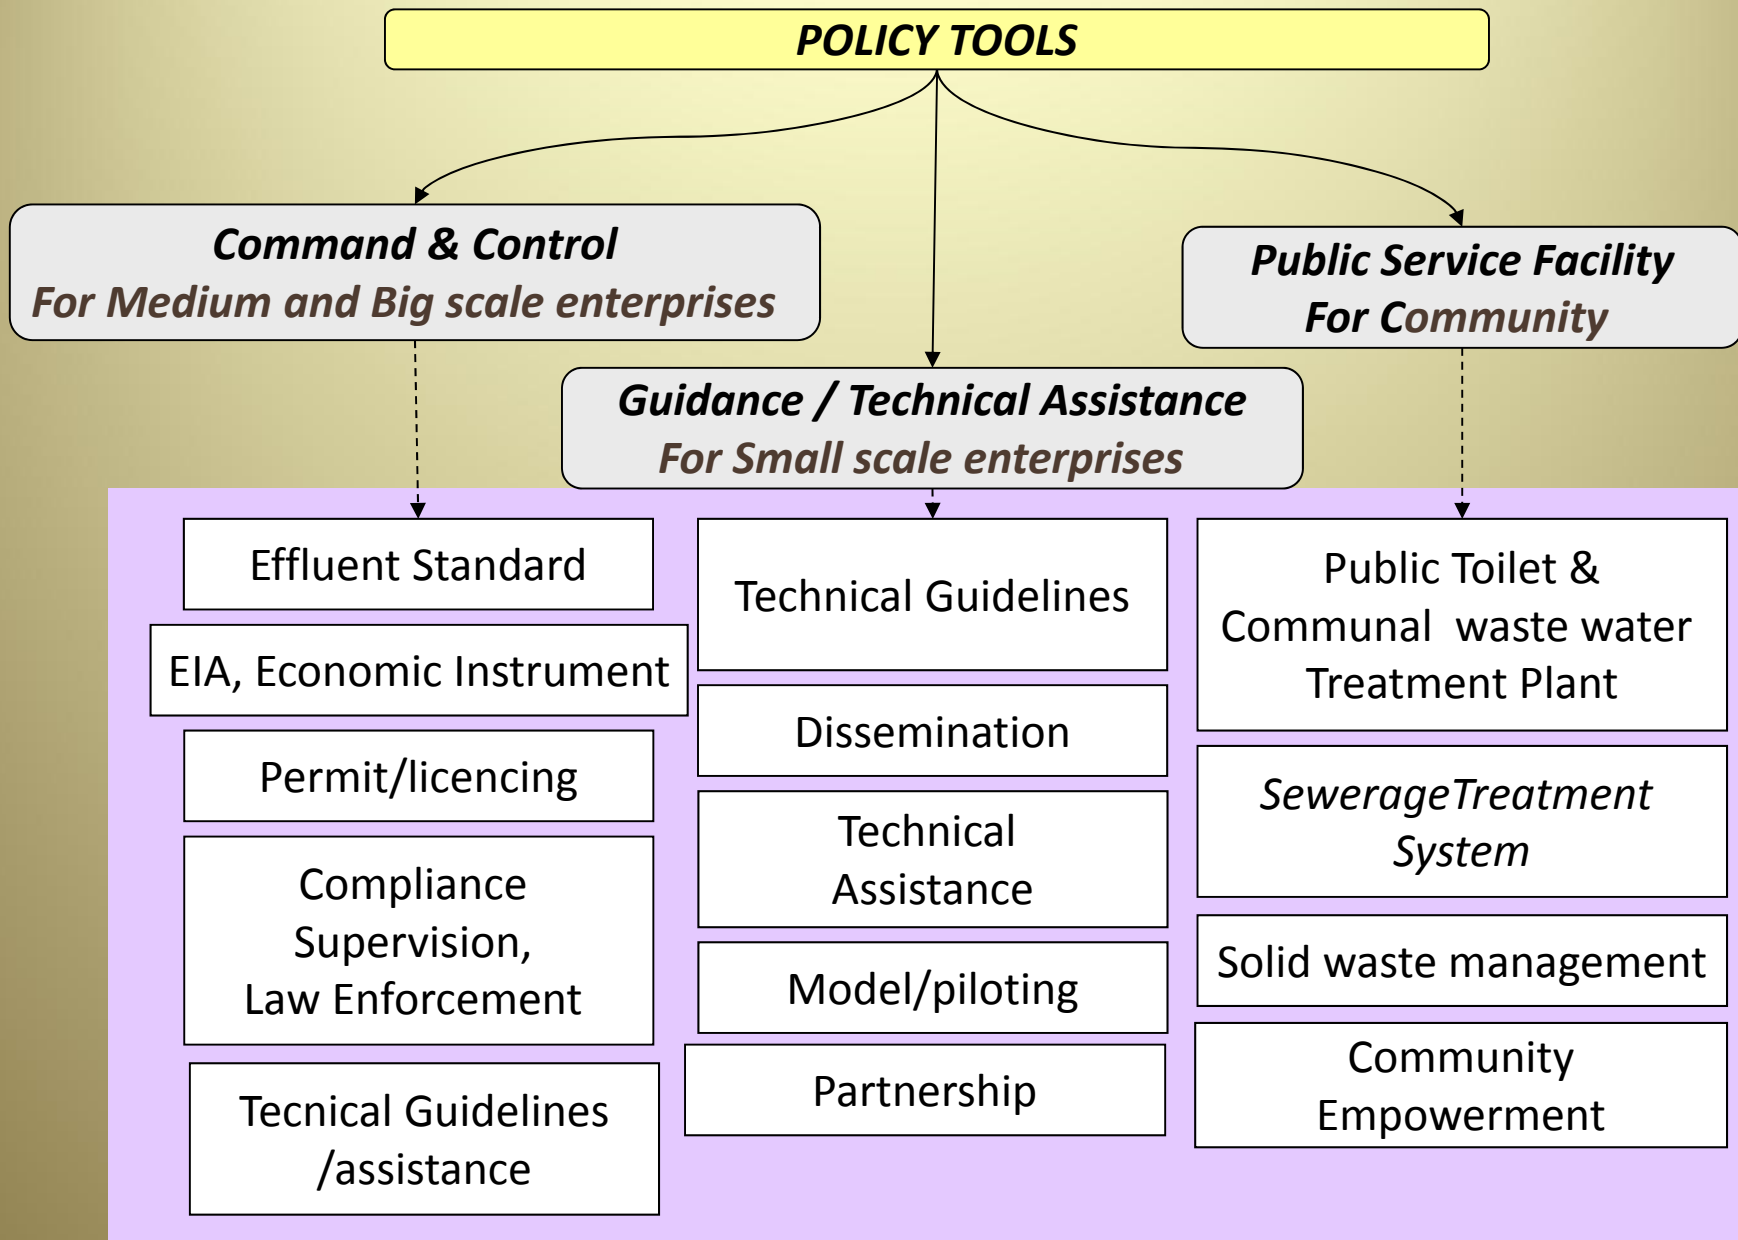 POLICY TOOLS
Command & Control
For Medium and Big scale enterprises
Public Service Facility
For Community
Guidance / Technical Assistance
For Small scale enterprises
Effluent Standard
EIA, Economic Instrument
Permit/licencing
Compliance
Supervision,
Law Enforcement
Tecnical Guidelines
/assistance
Technical Guidelines
Dissemination
Technical
Assistance
Model/piloting
Partnership
Public Toilet &
Communal waste water
Treatment Plant
SewerageTreatment
System
Solid waste management
Community
Empowerment